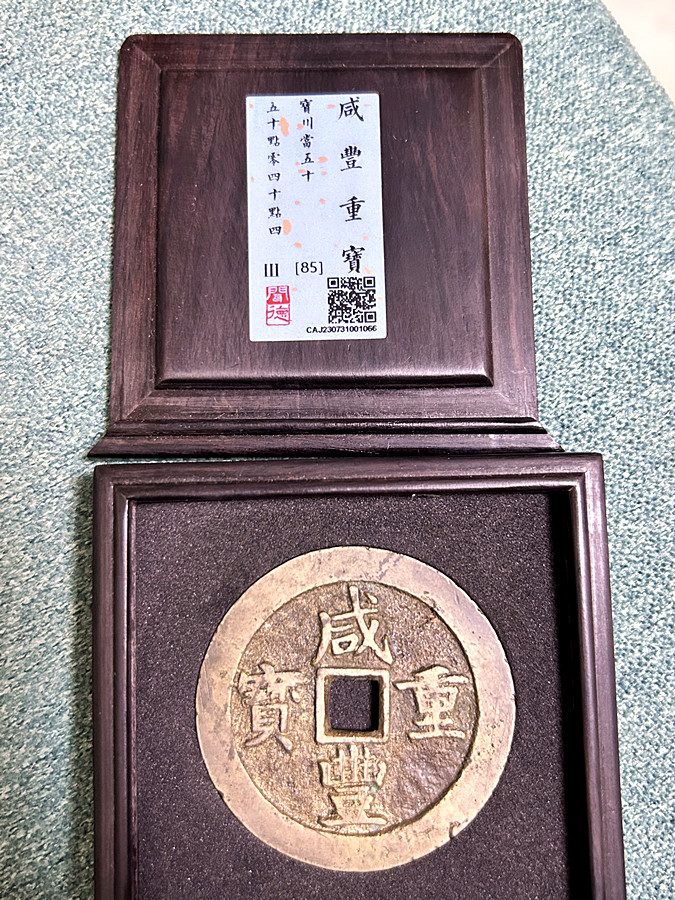 咸豐重寶
寶川當五十
五十點零四十點四
III [85]
閏德
CAJ230731001066
咸豐重寶